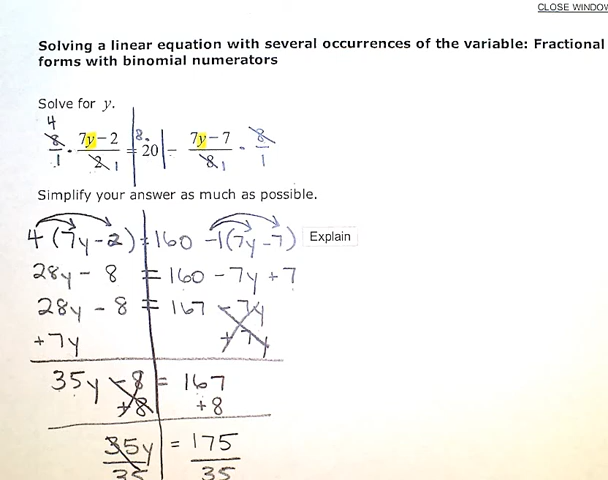 CLOSE WINDOW
Solving a linear equation with several occurrences of the variable: Fractional
forms with binomial numerators
Solve for y.
4
8/1 · (7y-2)/2 1 = 8·20 - (7y-7)/8 1 · 8/1
Simplify your answer as much as possible.
4(7y-2) = 160 -1(7y-7) Explain
28y - 8 = 160 - 7y + 7
28y - 8 = 167 - 7y
+7y +7y
35y - 8 = 167
+8 +8
35y = 175
35 35